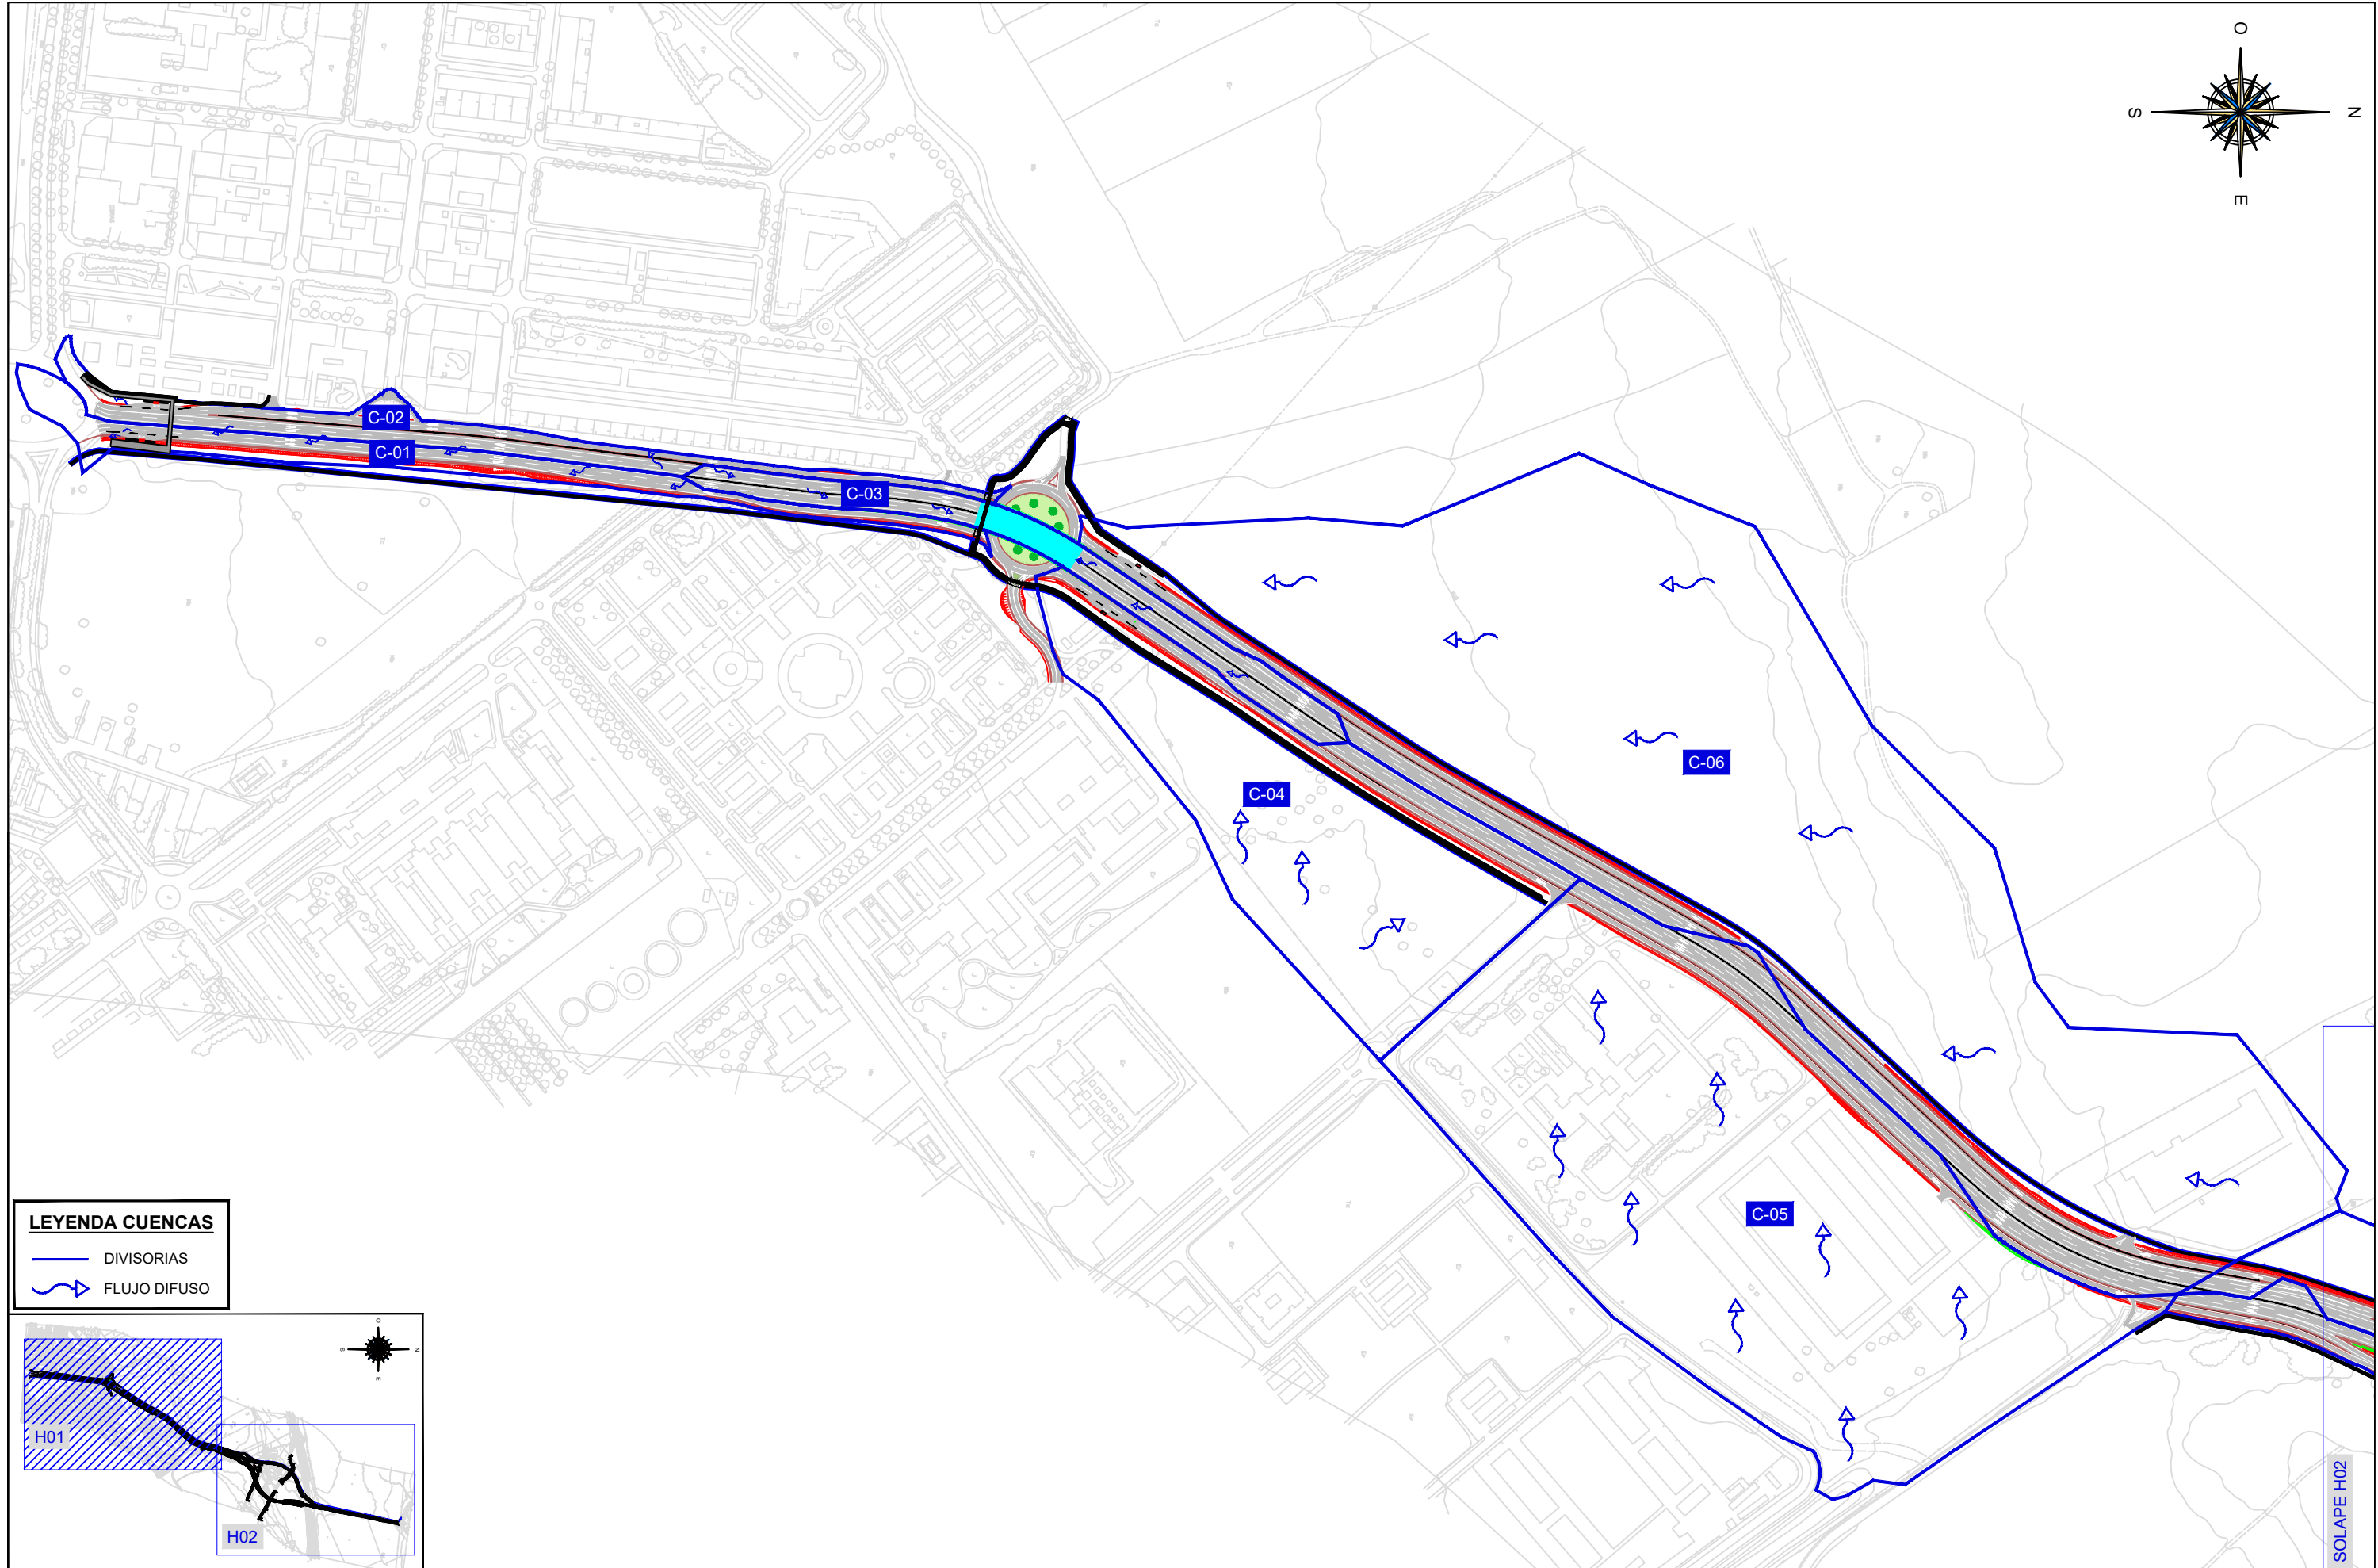 O
S
N
E
C-02
C-01
C-03
C-06
C-04
C-05
LEYENDA CUENCAS
DIVISORIAS
FLUJO DIFUSO
O
S
N
E
H01
H02
SOLAPE H02